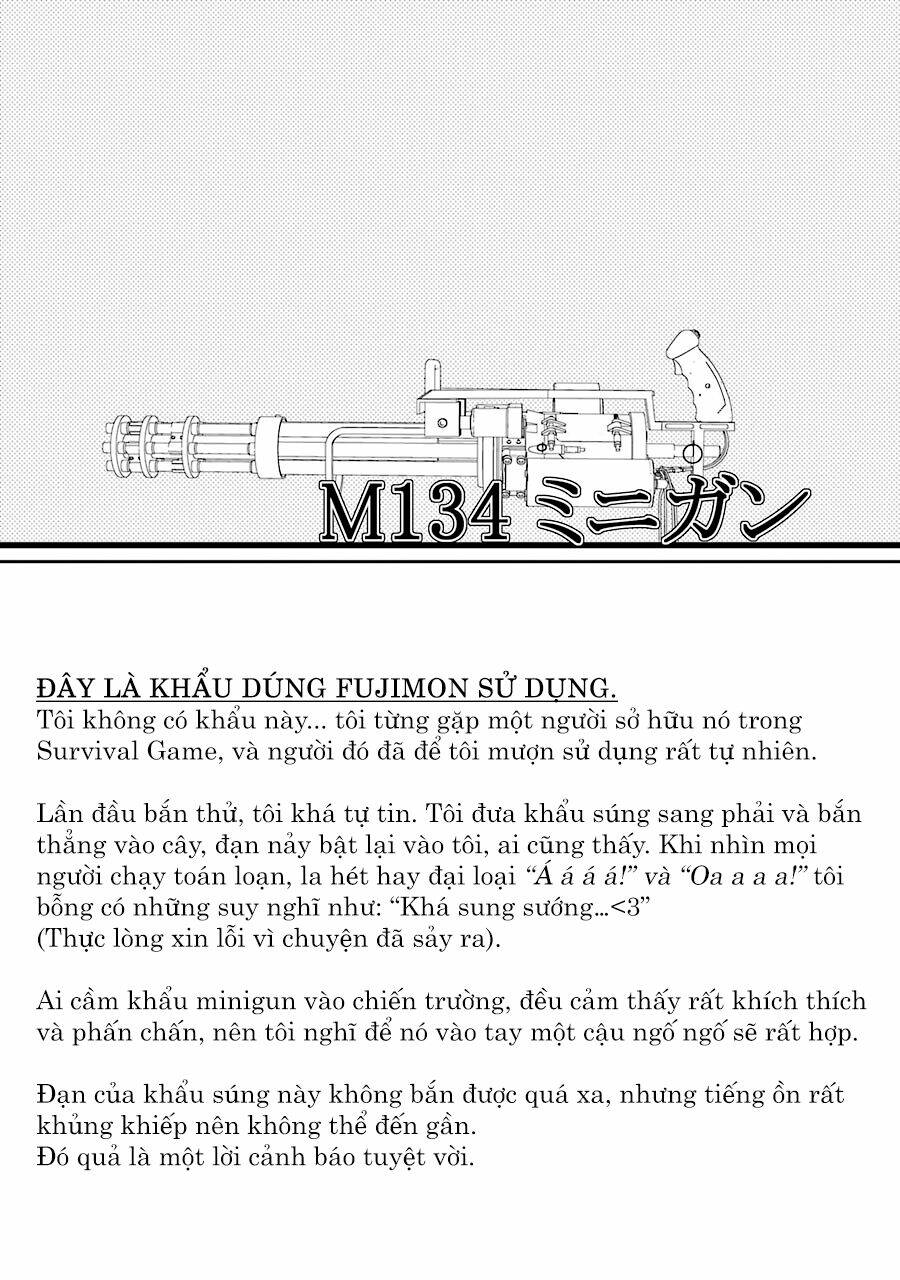 M134 ミニガン
ĐÂY LÀ KHẨU DÚNG FUJIMON SỬ DỤNG.
Tôi không có khẩu này... tôi từng gặp một người sở hữu nó trong
Survival Game, và người đó đã để tôi mượn sử dụng rất tự nhiên.
Lần đầu bắn thử, tôi khá tự tin. Tôi đưa khẩu súng sang phải và bắn
thẳng vào cây, đạn nảy bật lại vào tôi, ai cũng thấy. Khi nhìn mọi
người chạy toán loạn, la hét hay đại loại “Á á á á!” và “Oa a a a!” tôi
bỗng có những suy nghĩ như: “Khá sung sướng...<3”
(Thực lòng xin lỗi vì chuyện đã sảy ra).
Ai cầm khẩu minigun vào chiến trường, đều cảm thấy rất khích thích
và phấn chấn, nên tôi nghĩ để nó vào tay một cậu ngố ngố sẽ rất hợp.
Đạn của khẩu súng này không bắn được quá xa, nhưng tiếng ồn rất
khủng khiếp nên không thể đến gần.
Đó quả là một lời cảnh báo tuyệt vời.